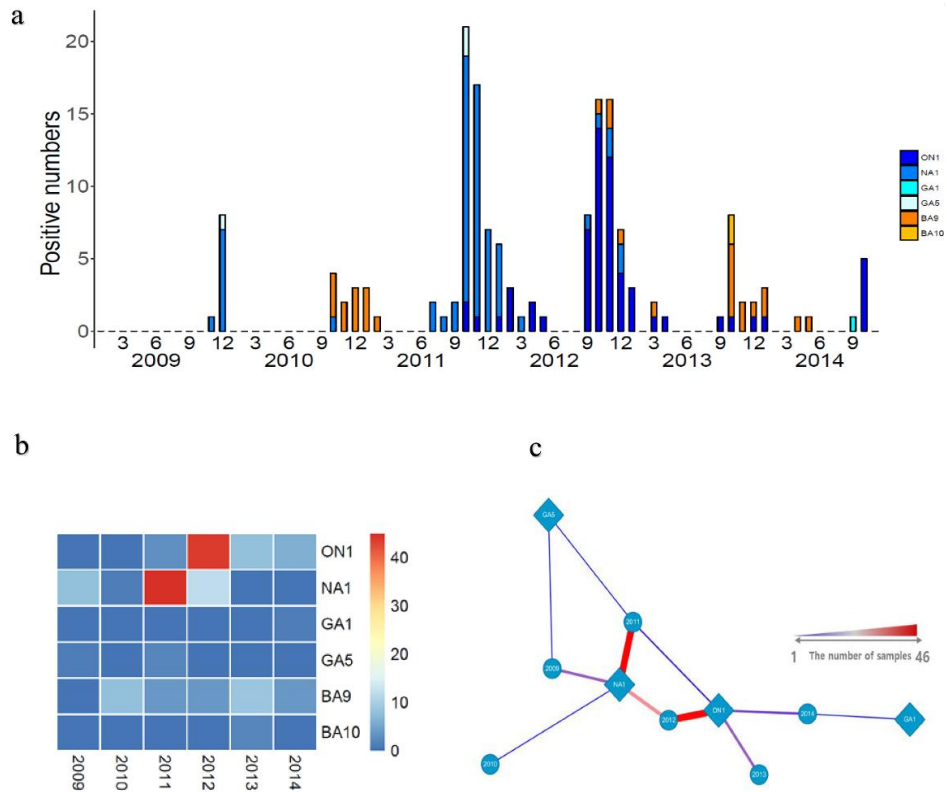 a
20
15
10
5
0
Positive numbers
ON1
NA1
GA1
GA5
BA9
BA10
3 6 9 12 3 6 9 12 3 6 9 12 3 6 9 12 3 6 9 12 3 6 9
2009 2010 2011 2012 2013 2014
b
ON1
NA1
GA1
GA5
BA9
BA10
2009 2010 2011 2012 2013 2014
40
30
20
10
0
c
GA5
2011
2009
NA1
2012
ON1
2014
GA1
2010
2013
1 The number of samples 46